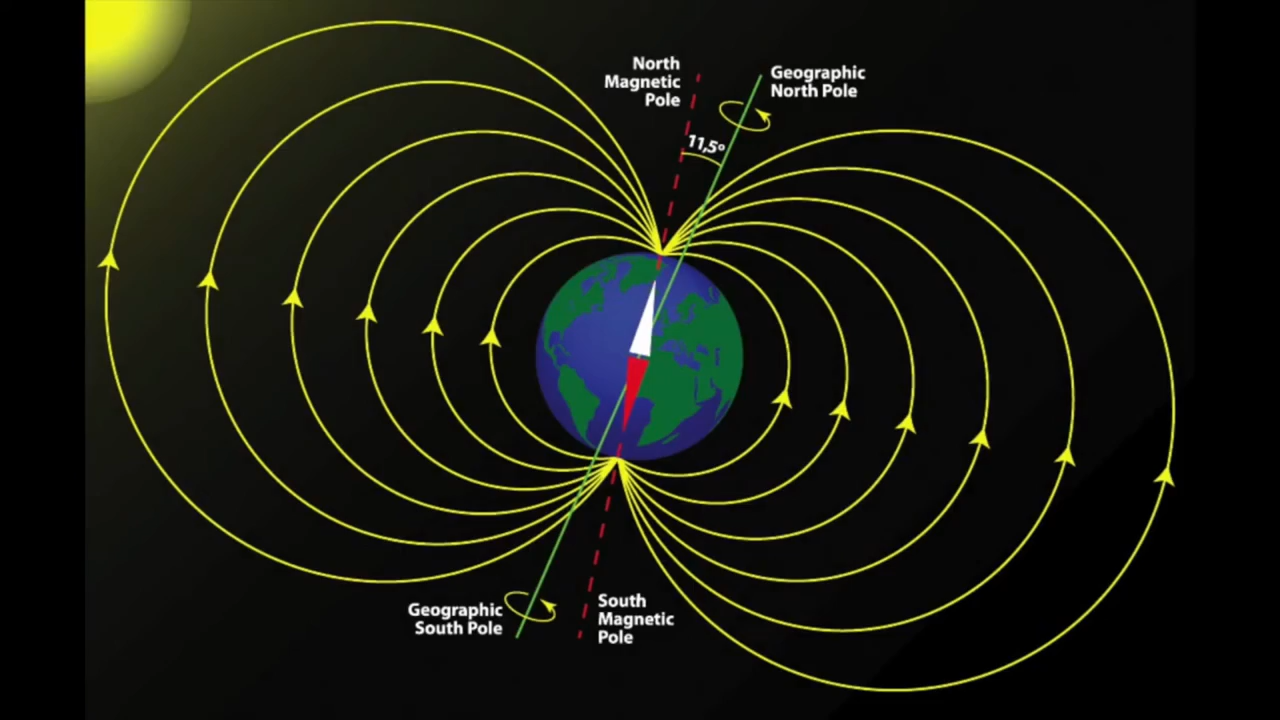 North
Magnetic
Pole
Geographic
North Pole
11,5°
Geographic
South Pole
South
Magnetic
Pole